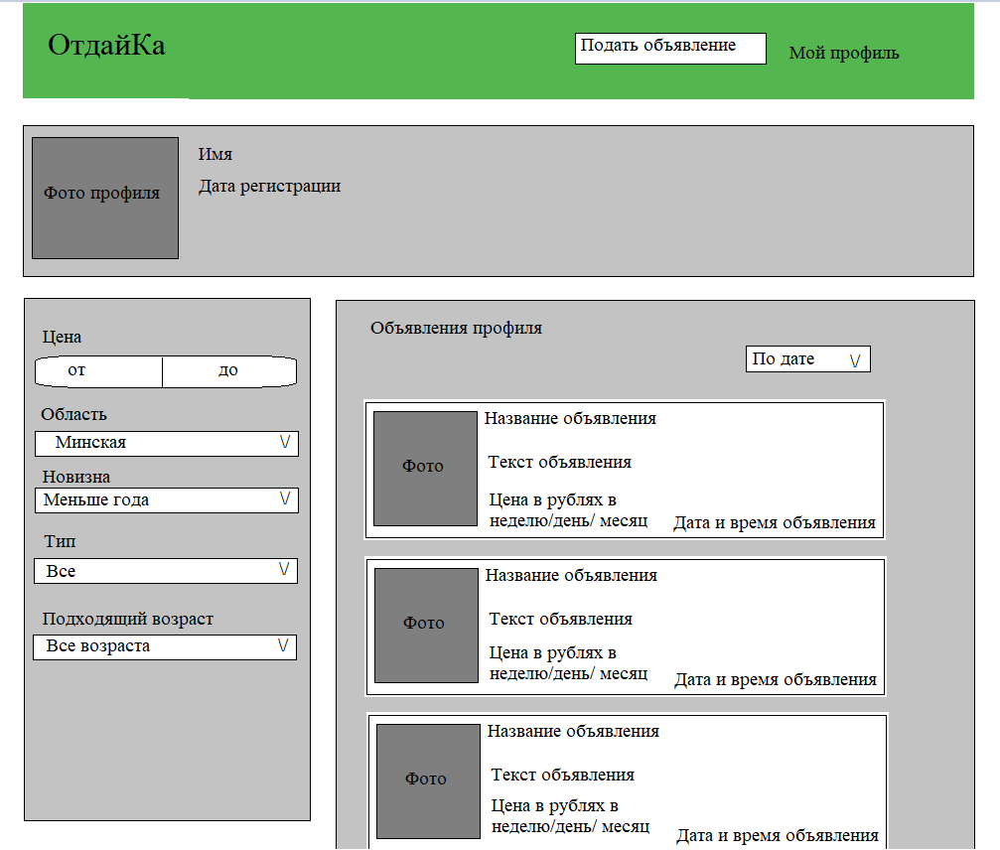 ОтдайКа
Подать объявление
Мой профиль
Фото профиля
Имя
Дата регистрации
Цена
от до
Область
Минская \/
Новизна
Меньше года \/
Тип
Все \/
Подходящий возраст
Все возраста \/
Объявления профиля
По дате \/
Фото
Название объявления
Текст объявления
Цена в рублях в
неделю/день/ месяц
Дата и время объявления
Фото
Название объявления
Текст объявления
Цена в рублях в
неделю/день/ месяц
Дата и время объявления
Фото
Название объявления
Текст объявления
Цена в рублях в
неделю/день/ месяц
Дата и время объявления